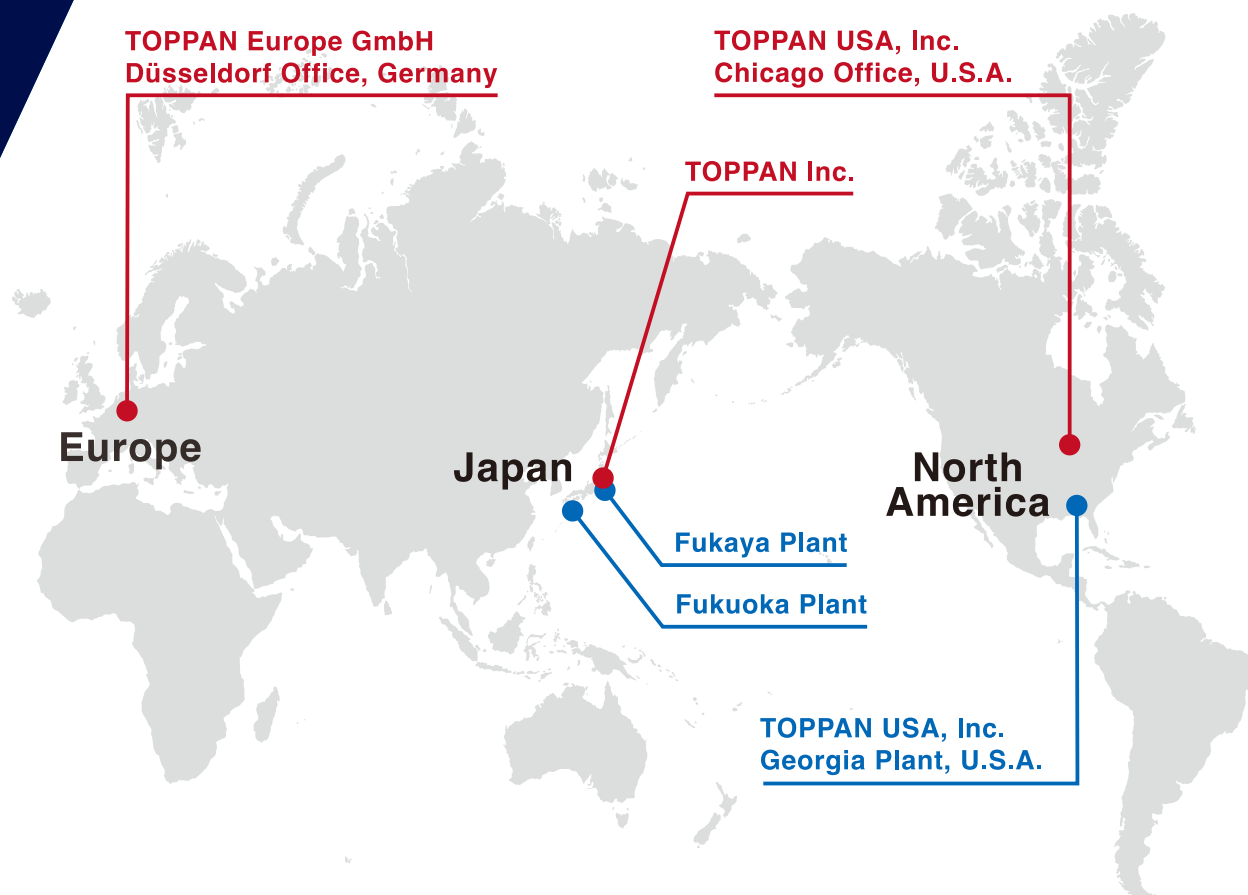 TOPPAN Europe GmbH
Düsseldorf Office, Germany
TOPPAN USA, Inc.
Chicago Office, U.S.A.
TOPPAN Inc.
Europe
Japan
North
America
Fukaya Plant
Fukuoka Plant
TOPPAN USA, Inc.
Georgia Plant, U.S.A.